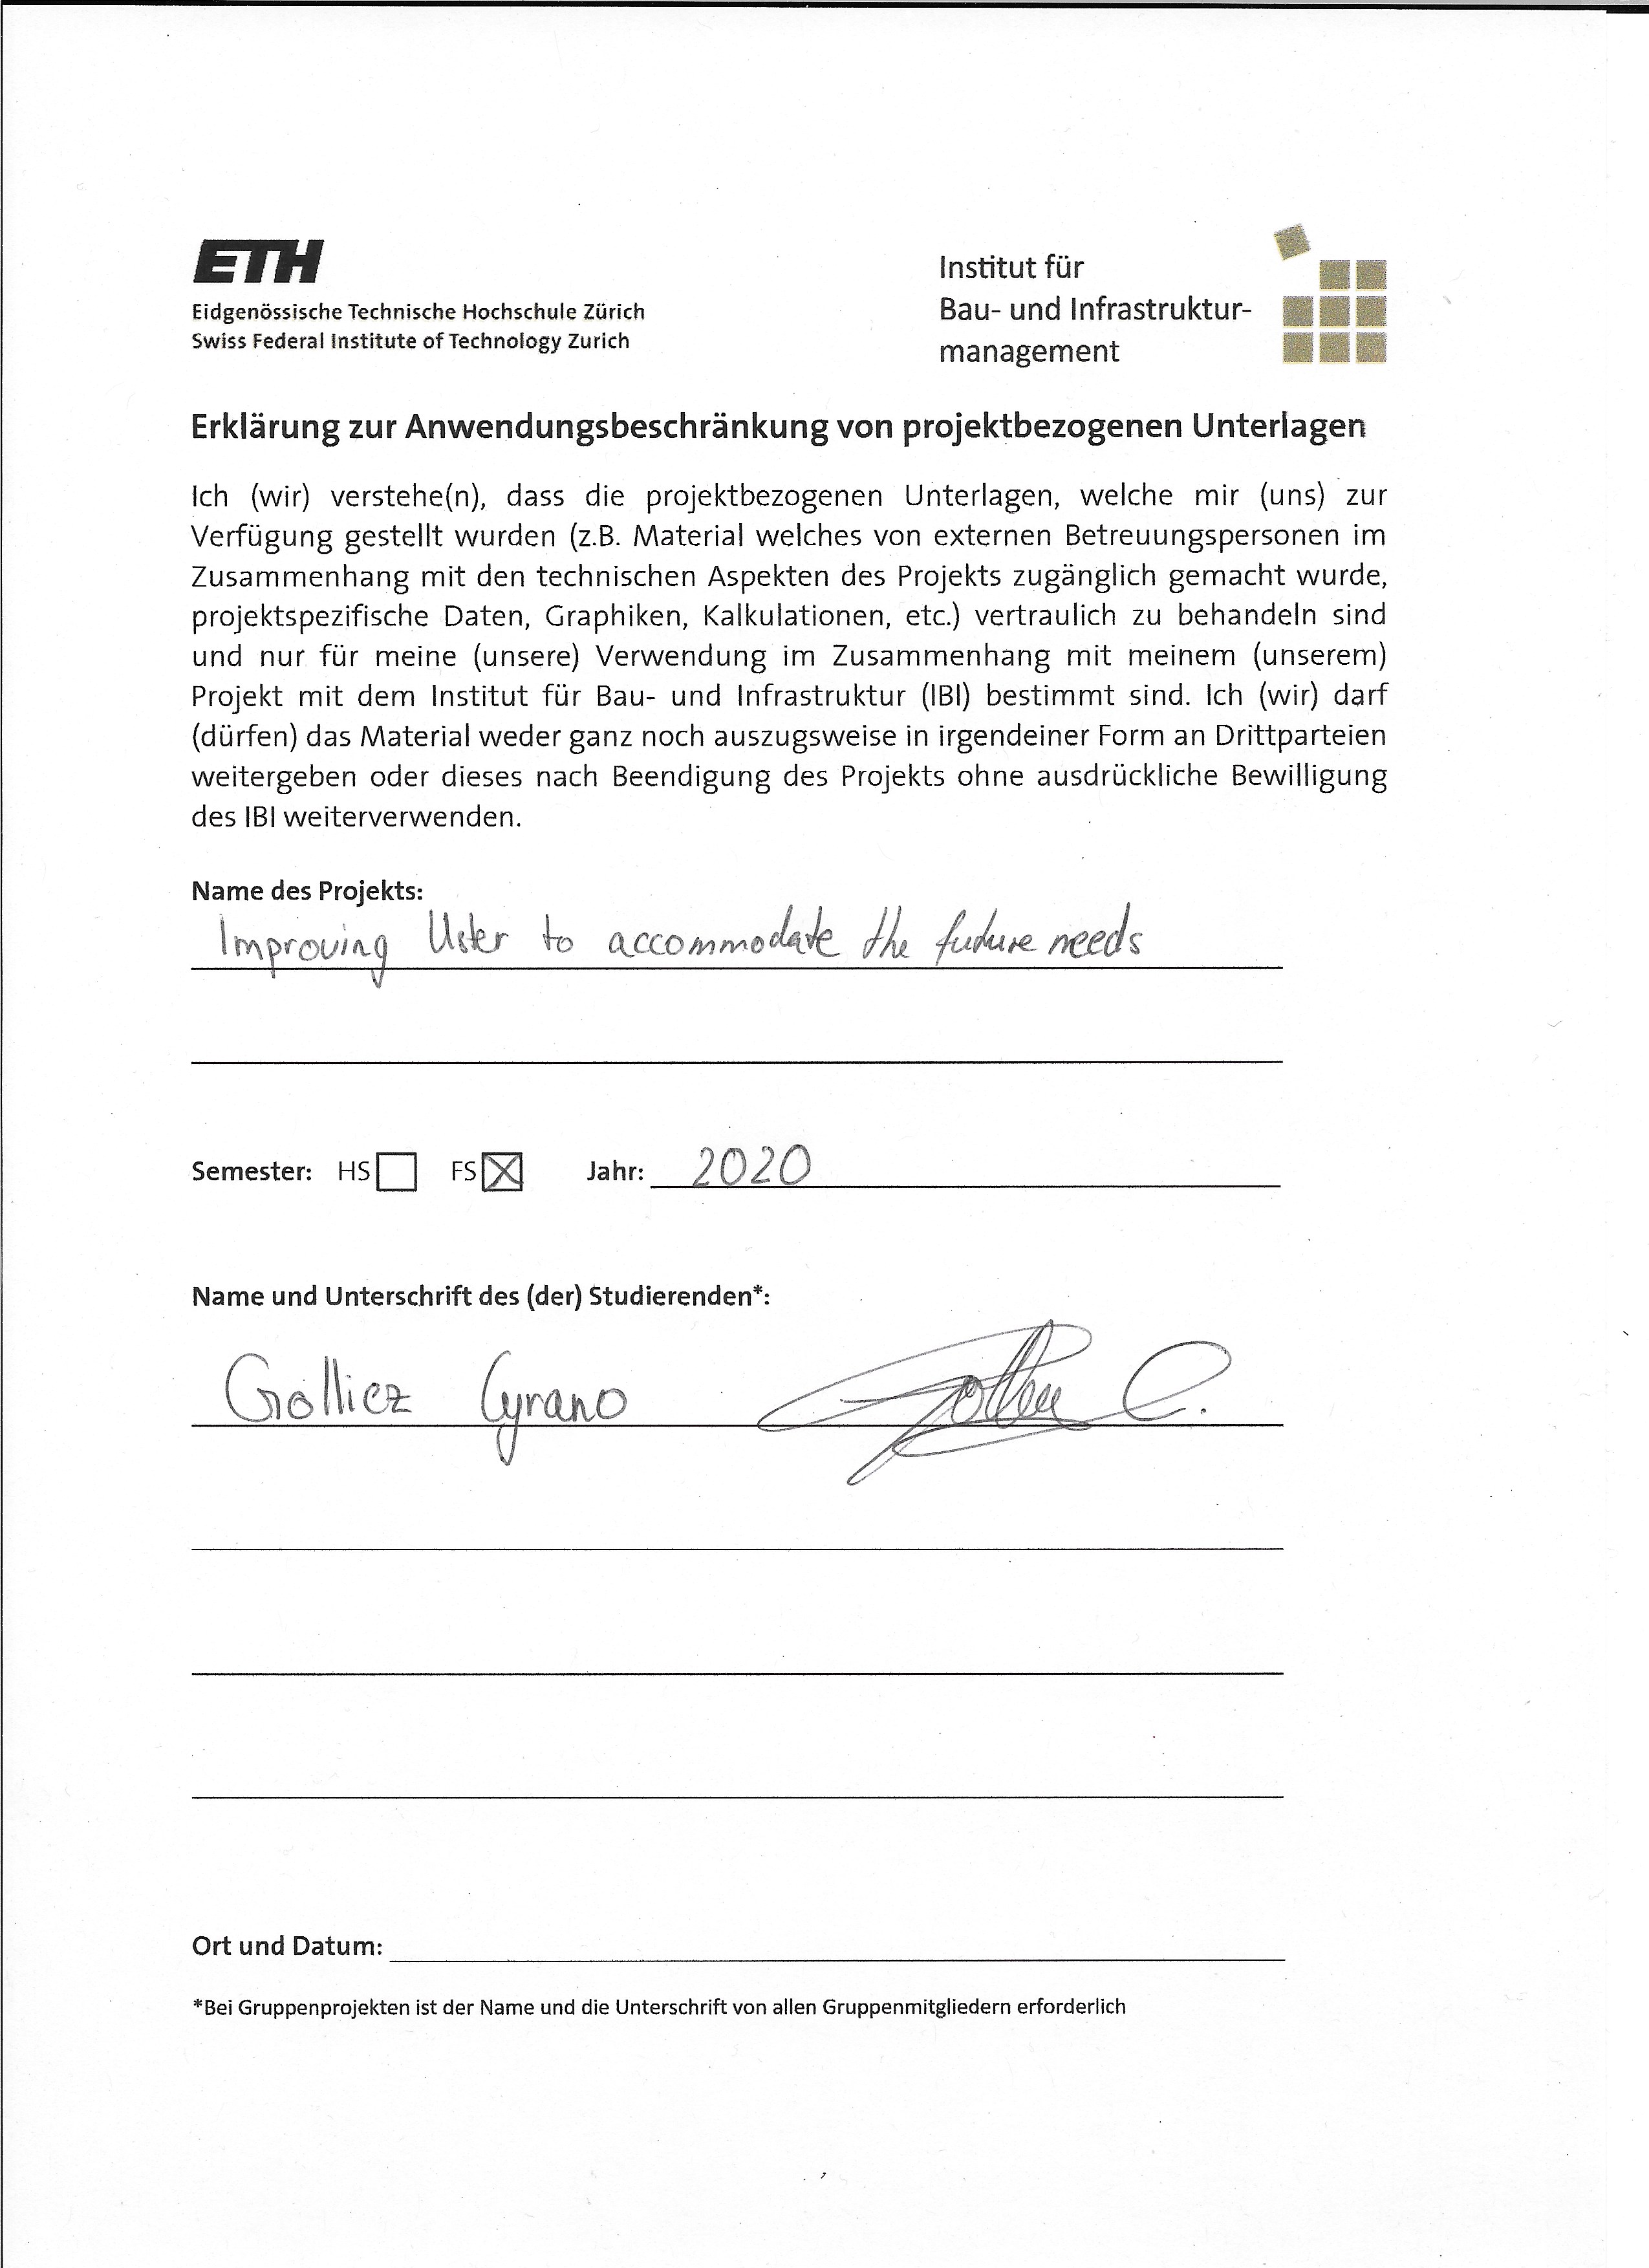 ETH
Eidgenössische Technische Hochschule Zürich
Swiss Federal Institute of Technology Zurich
Institut für
Bau- und Infrastruktur-
management
Erklärung zur Anwendungsbeschränkung von projektbezogenen Unterlagen
Ich (wir) verstehe(n), dass die projektbezogenen Unterlagen, welche mir (uns) zur
Verfügung gestellt wurden (z.B. Material welches von externen Betreuungspersonen im
Zusammenhang mit den technischen Aspekten des Projekts zugänglich gemacht wurde,
projektspezifische Daten, Graphiken, Kalkulationen, etc.) vertraulich zu behandeln sind
und nur für meine (unsere) Verwendung im Zusammenhang mit meinem (unserem)
Projekt mit dem Institut für Bau- und Infrastruktur (IBI) bestimmt sind. Ich (wir) darf
(dürfen) das Material weder ganz noch auszugsweise in irgendeiner Form an Drittparteien
weitergeben oder dieses nach Beendigung des Projekts ohne ausdrückliche Bewilligung
des IBI weiterverwenden.
Name des Projekts:
Improving Uster to accommodate the future needs
Semester: HS FS Jahr: 2020
Name und Unterschrift des (der) Studierenden*:
Golliez Cyrano
Ort und Datum:
*Bei Gruppenprojekten ist der Name und die Unterschrift von allen Gruppenmitgliedern erforderlich